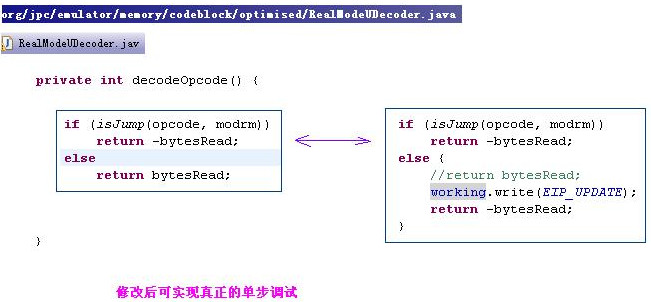 org/jpc/emulator/memory/codeblock/optimised/RealModeUDecoder.java
RealModeUDecoder.jav
private int decodeOpcode() {
if (isJump(opcode, modrm))
return -bytesRead;
else
return bytesRead;
if (isJump(opcode, modrm))
return -bytesRead;
else {
//return bytesRead;
working.write(EIP_UPDATE);
return -bytesRead;
}
}
修改后可实现真正的单步调试